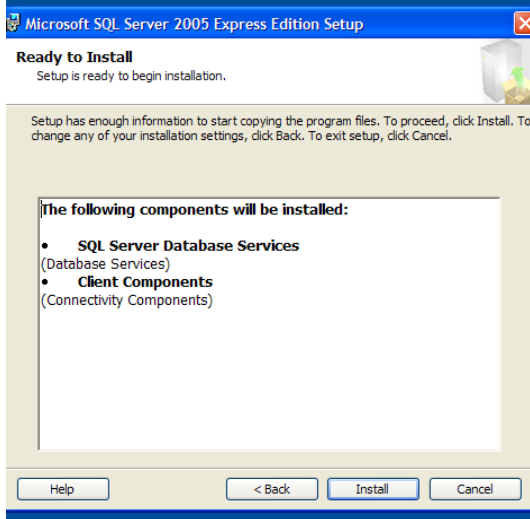 Microsoft SQL Server 2005 Express Edition Setup
Ready to Install
Setup is ready to begin installation.
Setup has enough information to start copying the program files. To proceed, click Install. To
change any of your installation settings, click Back. To exit setup, click Cancel.
The following components will be installed:
• SQL Server Database Services
(Database Services)
• Client Components
(Connectivity Components)
Help < Back Install Cancel